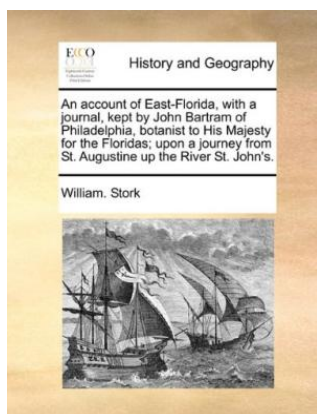 ECCO
History and Geography
An account of East-Florida, with a
journal, kept by John Bartram of
Philadelphia, botanist to His Majesty
for the Floridas; upon a journey from
St. Augustine up the River St. John's.
William. Stork